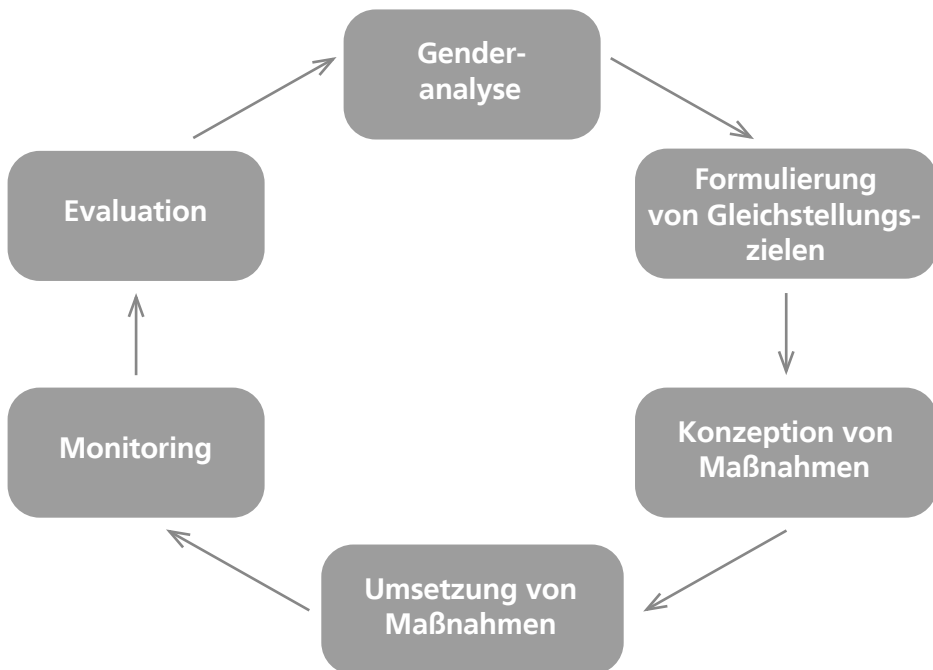 Gender-
analyse
Formulierung
von Gleichstellungs-
zielen
Konzeption von
Maßnahmen
Umsetzung von
Maßnahmen
Monitoring
Evaluation